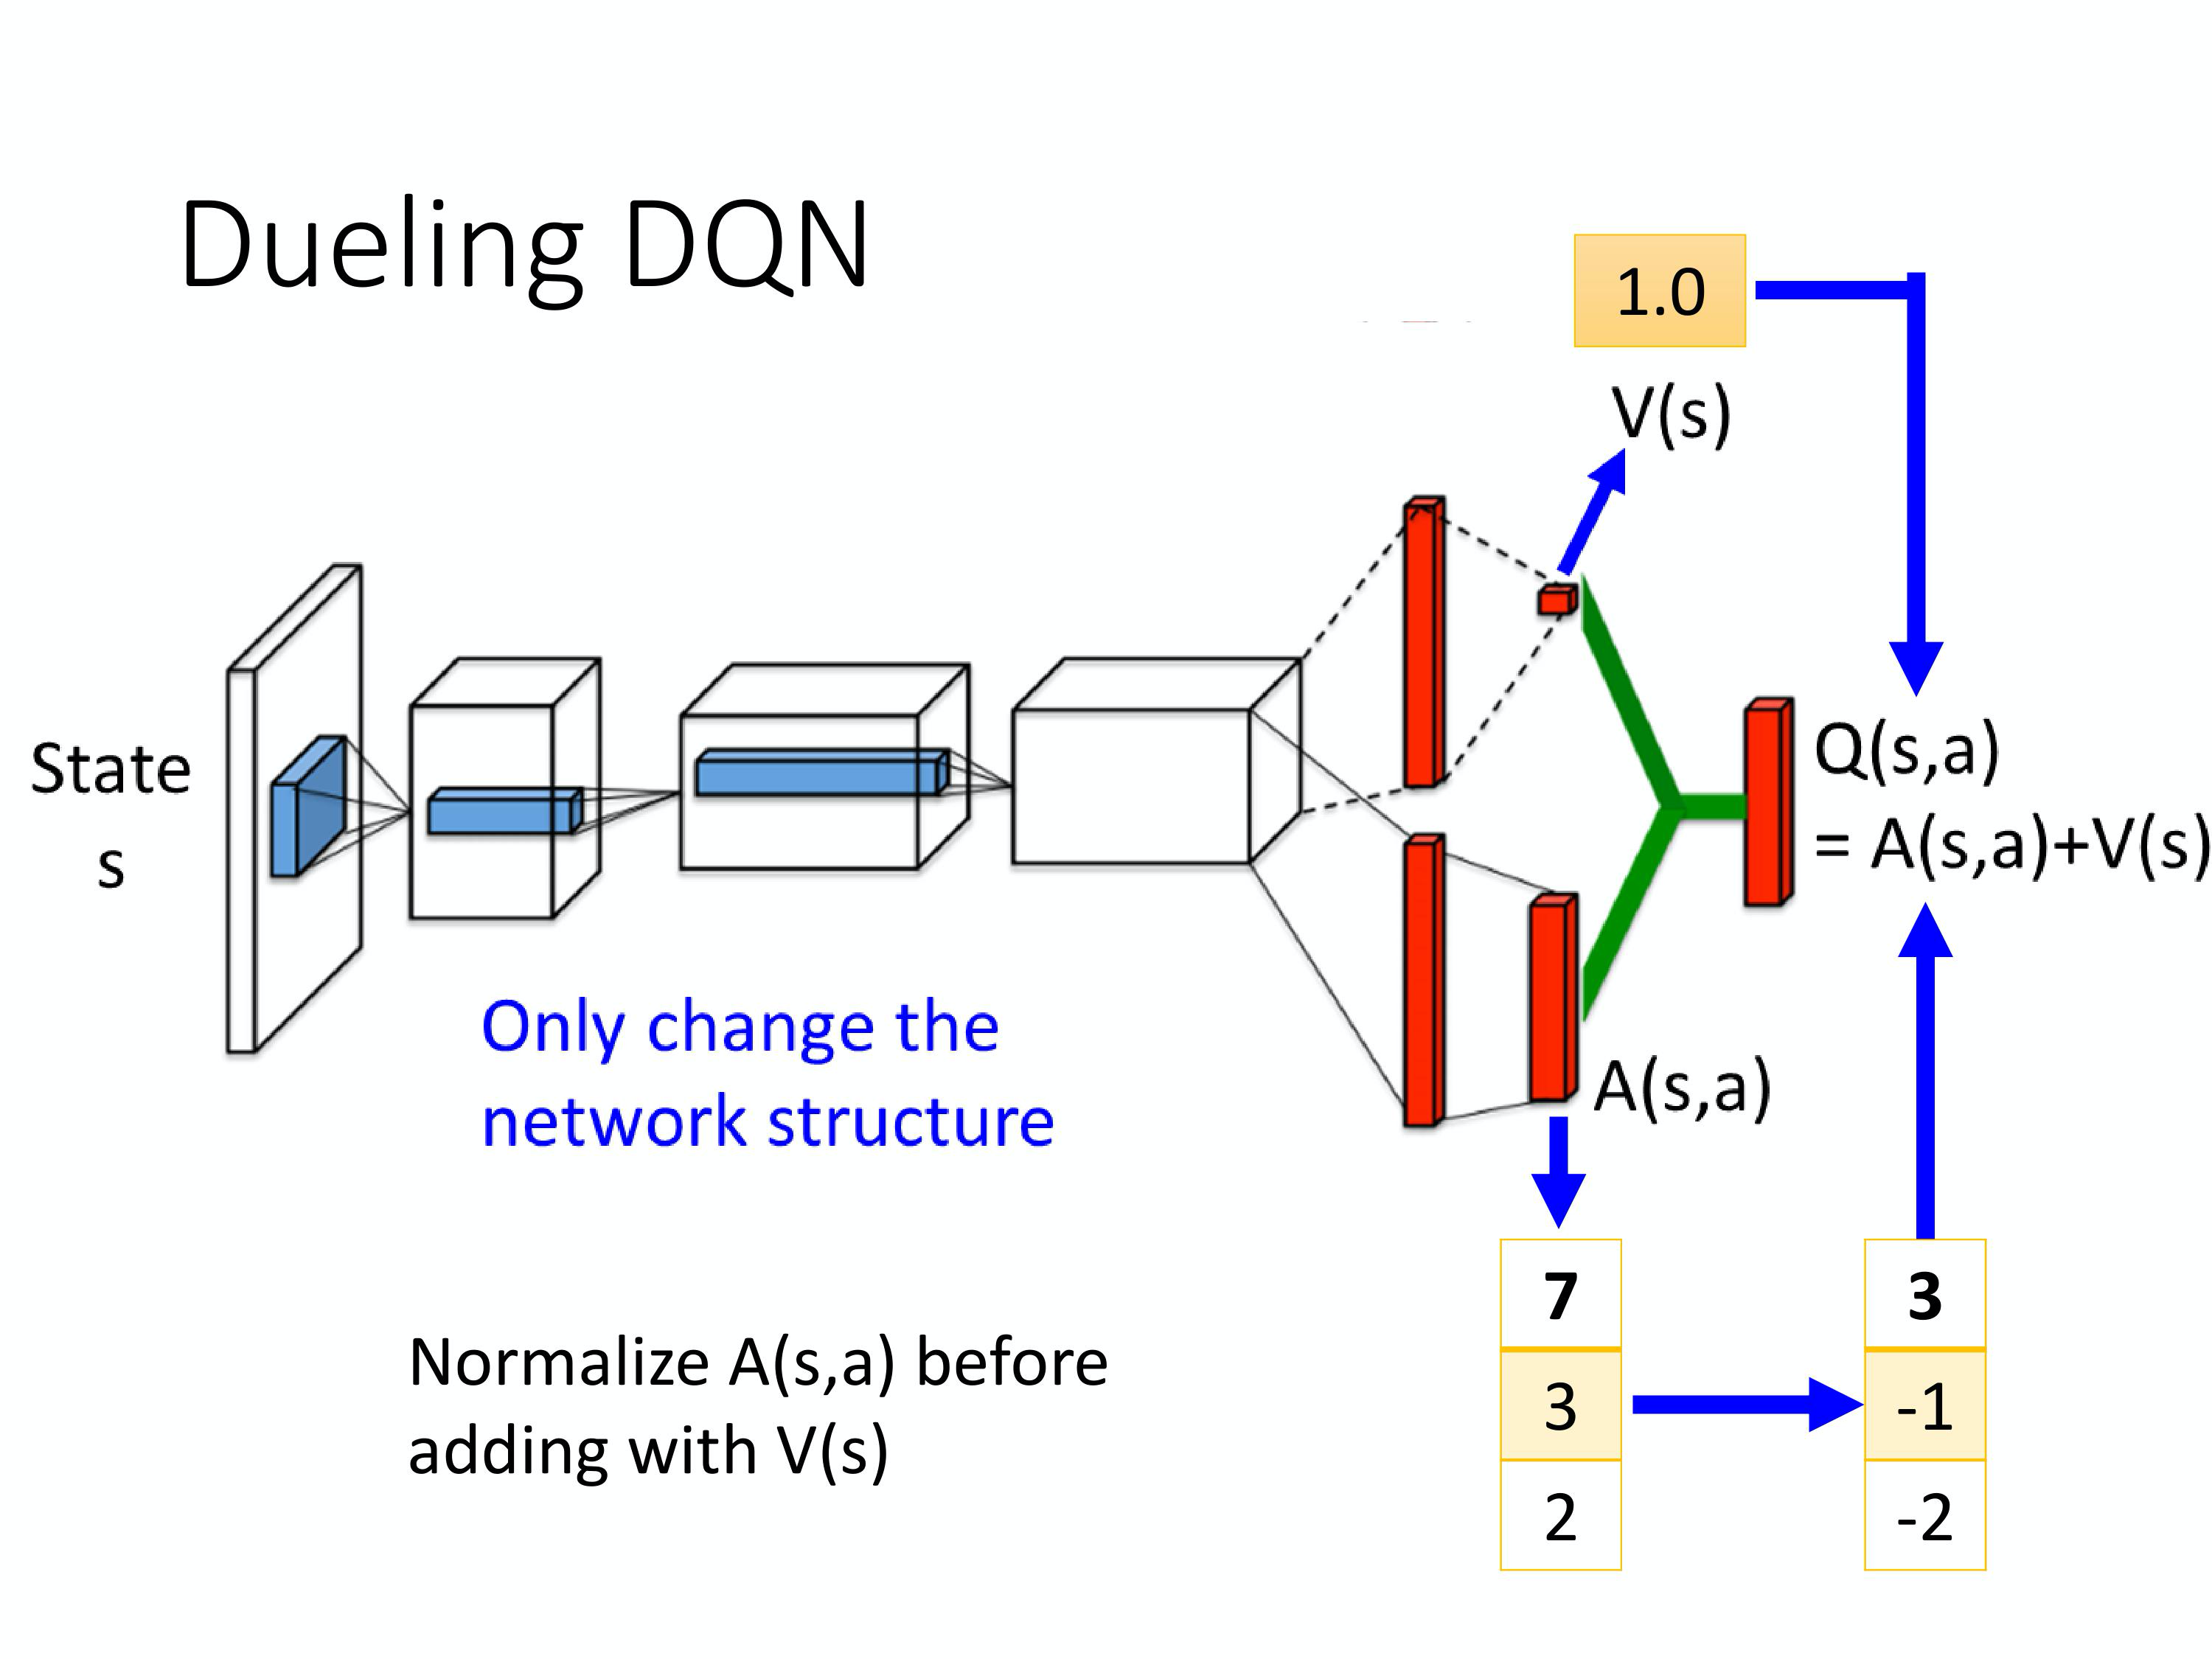 Dueling DQN
1.0
V(s)
State
s
Q(s,a)
= A(s,a)+V(s)
Only change the
network structure
A(s,a)
Normalize A(s,a) before
adding with V(s)
7
3
2
3
-1
-2